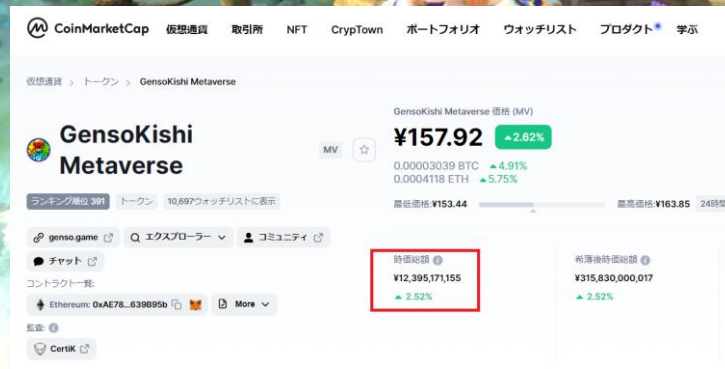 CoinMarketCap 仮想通貨 取引所 NFT CrypTown ポートフォリオ ウォッチリスト プロダクト 学ぶ
仮想通貨 > トークン > GensoKishi Metaverse
GensoKishi Metaverse 価格 (MV)
GensoKishi
Metaverse
MV
¥157.92 2.62%
0.00003039 BTC 4.91%
0.0004118 ETH 5.75%
ランキング順位 391 トークン 10,697ウォッチリストに表示
最低価格:¥153.44 最高価格:¥163.85 24時間
genso.game エクスプローラー コミュニティ
チャット
時価総額 希薄後時価総額
¥12,395,171,155 ¥315,830,000,017
2.52% 2.52%
コントラクト一覧:
Ethereum: 0xAE78...639B95b More
監査:
CertiK